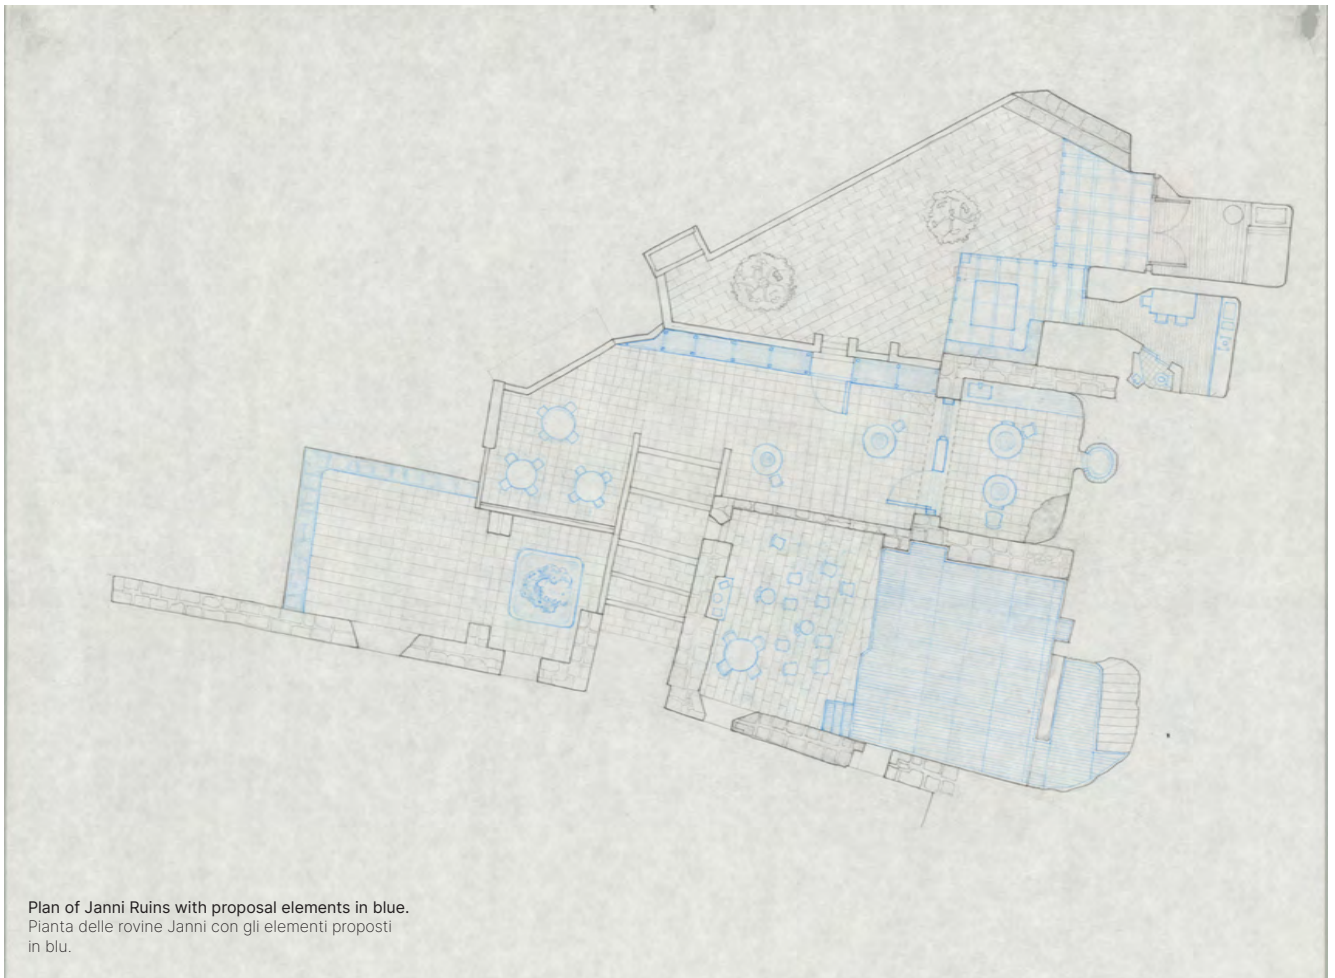 Plan of Janni Ruins with proposal elements in blue.
Pianta delle rovine Janni con gli elementi proposti
in blu.